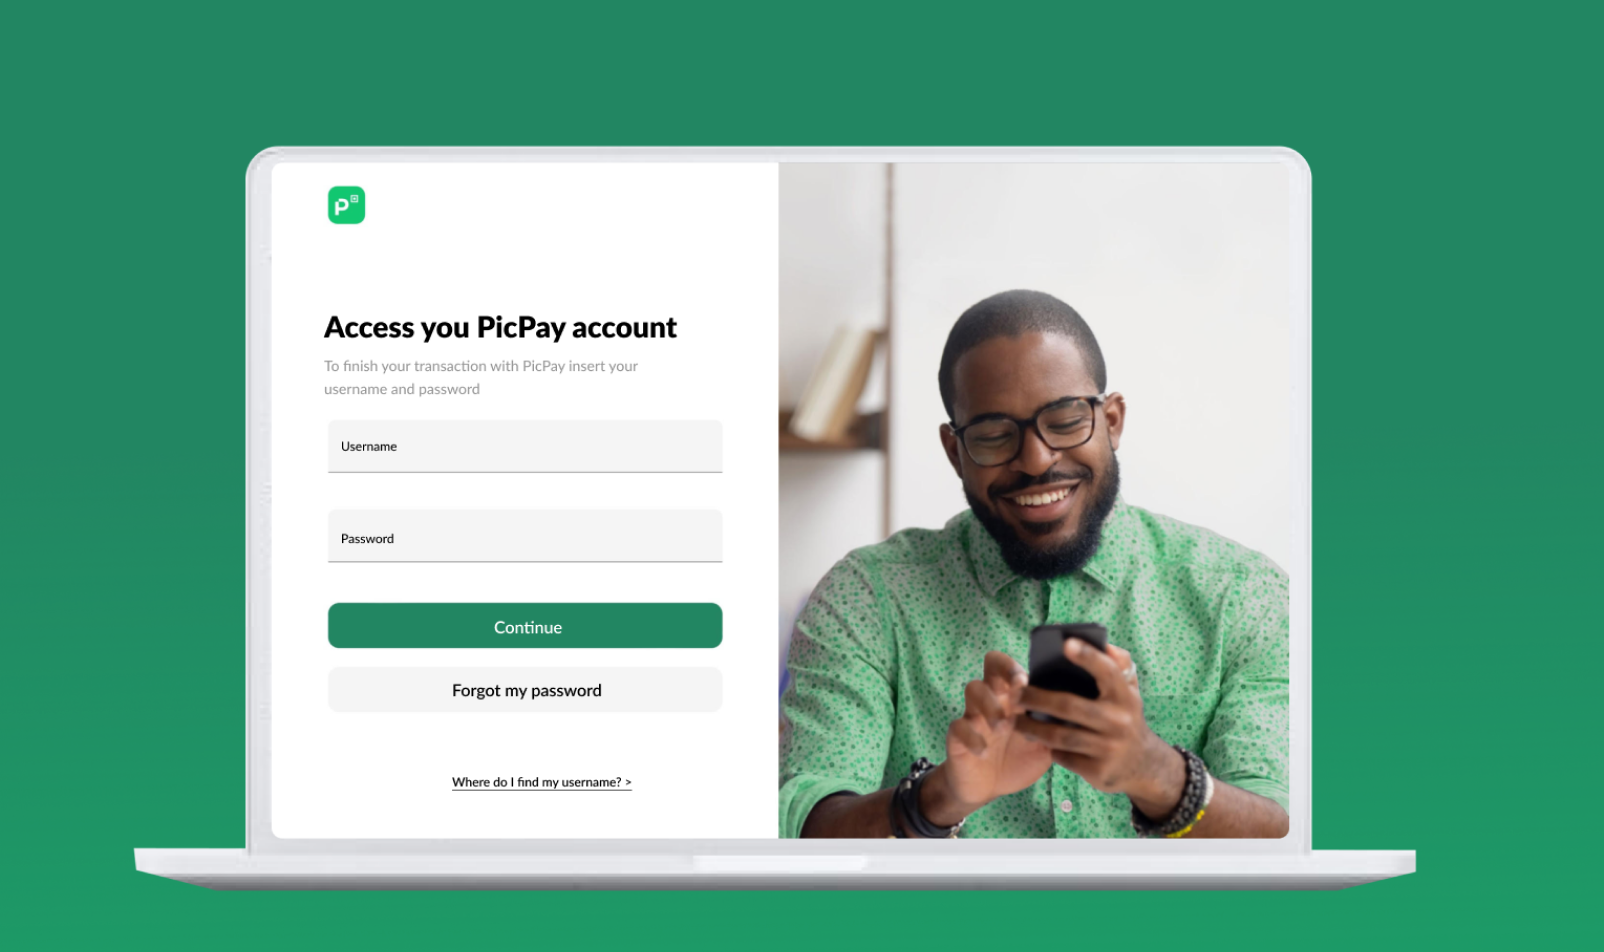 P
Access you PicPay account
To finish your transaction with PicPay insert your
username and password
Username
Password
Continue
Forgot my password
Where do I find my username? >